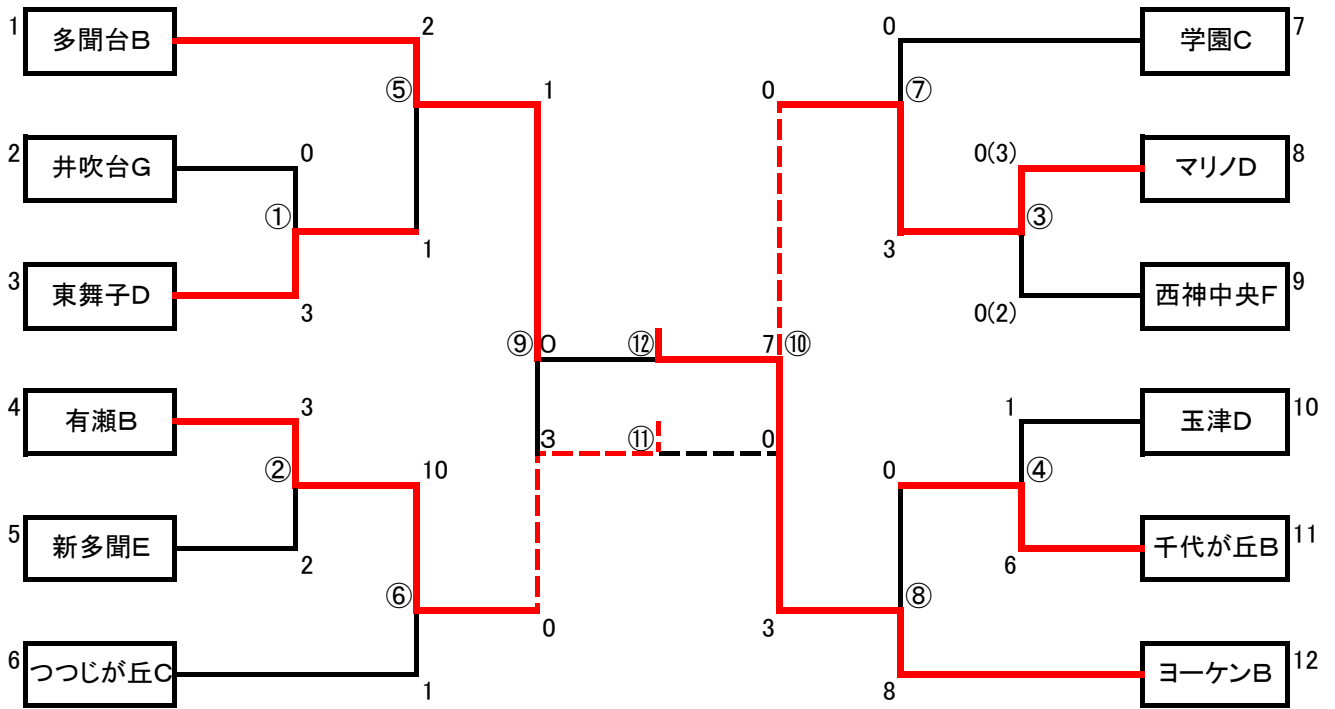 1 多聞台B 2 0 学園C 7
⑤ 1 0 ⑦
2 井吹台G 0 0(3) マリノD 8
① ③
1 3
3 東舞子D 3 0(2) 西神中央F 9
⑨ 0 ⑫ 7 ⑩
4 有瀬B 3 1 玉津D 10
3 ⑪ 0
② 10 0 ④
5 新多聞E 2 6 千代が丘B 11
⑥ 0 3 ⑧
6 つつじが丘C 1 8 ヨーケンB 12